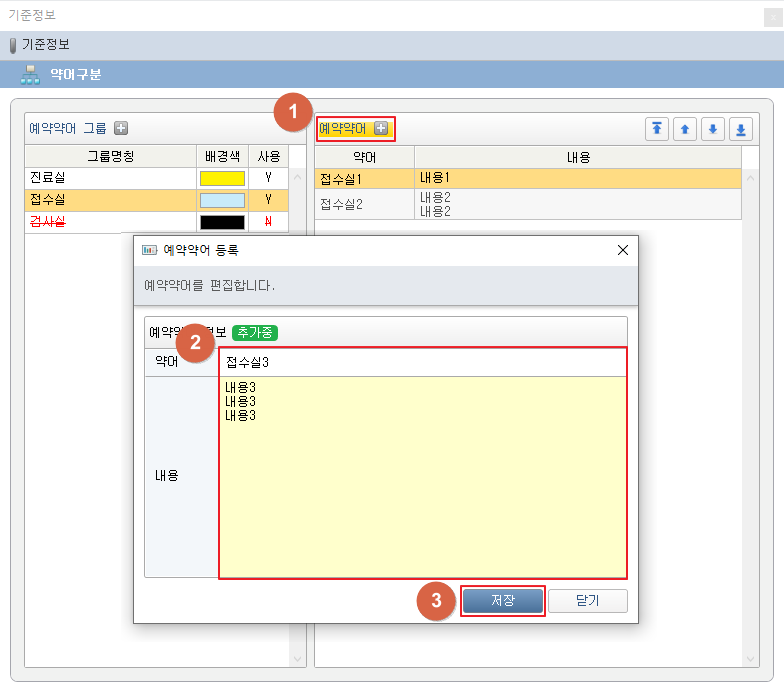 기준정보
기준정보
약어구분
1
예약약어 그룹
예약약어
그룹명칭 배경색 사용
약어 내용
진료실 Y
접수실 Y
검사실 N
접수실1 내용1
접수실2 내용2
내용2
예약약어 등록
예약약어를 편집합니다.
정보 추가중
2
약어 접수실3
내용
내용3
내용3
내용3
3
저장 닫기